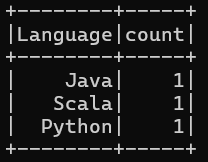 +--------+-----+
|Language|count|
+--------+-----+
|    Java|    1|
|   Scala|    1|
|  Python|    1|
+--------+-----+